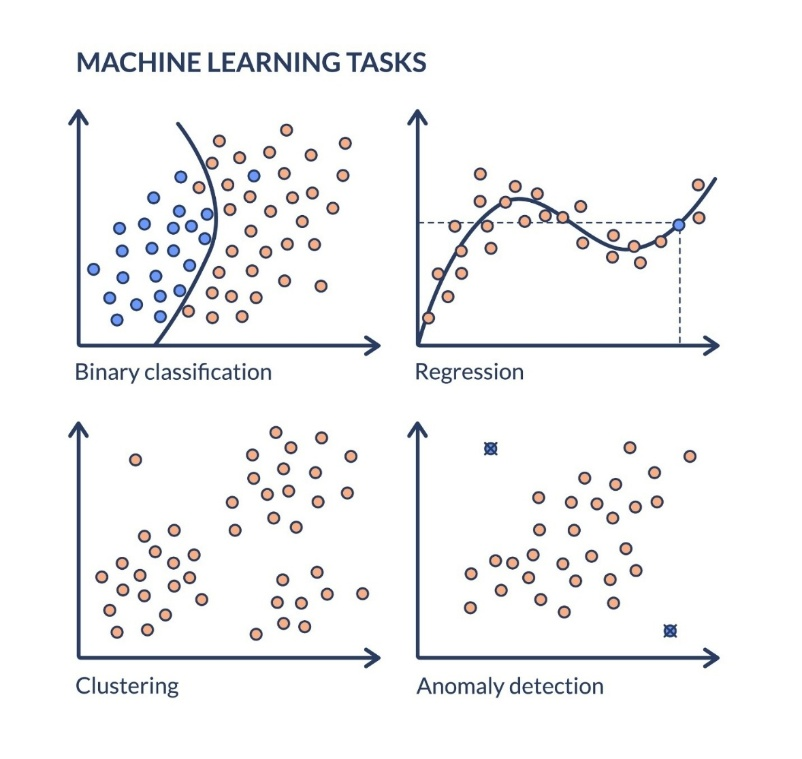 MACHINE LEARNING TASKS
Binary classification
Regression
Clustering
Anomaly detection